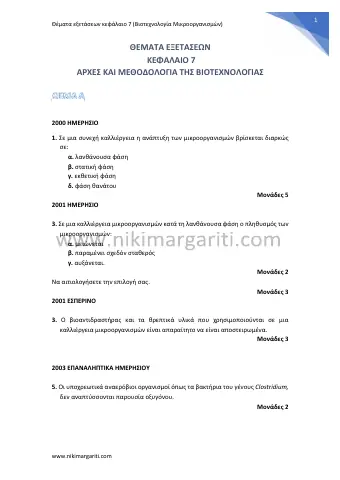 Θέματα εξετάσεων κεφάλαιο 7 (Βιοτεχνολογία Μικροοργανισμών)
1
ΘΕΜΑΤΑ ΕΞΕΤΑΣΕΩΝ
ΚΕΦΑΛΑΙΟ 7
ΑΡΧΕΣ ΚΑΙ ΜΕΘΟΔΟΛΟΓΙΑ ΤΗΣ ΒΙΟΤΕΧΝΟΛΟΓΙΑΣ
ΘΕΜΑ Α
2000 ΗΜΕΡΗΣΙΟ
1. Σε μια συνεχή καλλιέργεια η ανάπτυξη των μικροοργανισμών βρίσκεται διαρκώς
σε:
α. λανθάνουσα φάση
β. στατική φάση
γ. εκθετική φάση
δ. φάση θανάτου
Μονάδες 5
2001 ΗΜΕΡΗΣΙΟ
3. Σε μια καλλιέργεια μικροοργανισμών κατά τη λανθάνουσα φάση ο πληθυσμός των
μικροοργανισμών:
www.nikimargariti.com
α. μειώνεται
β. παραμένει σχεδόν σταθερός
γ. αυξάνεται.
Μονάδες 2
Να αιτιολογήσετε την επιλογή σας.
Μονάδες 3
2001 ΕΣΠΕΡΙΝΟ
3. Ο βιοαντιδραστήρας και τα θρεπτικά υλικά που χρησιμοποιούνται σε μια
καλλιέργεια μικροοργανισμών είναι απαραίτητο να είναι αποστειρωμένα.
Μονάδες 3
2003 ΕΠΑΝΑΛΗΠΤΙΚΑ ΗΜΕΡΗΣΙΟΥ
5. Οι υποχρεωτικά αναερόβιοι οργανισμοί όπως τα βακτήρια του γένους Clostridium,
δεν αναπτύσσονται παρουσία οξυγόνου.
Μονάδες 2
www.nikimargariti.com